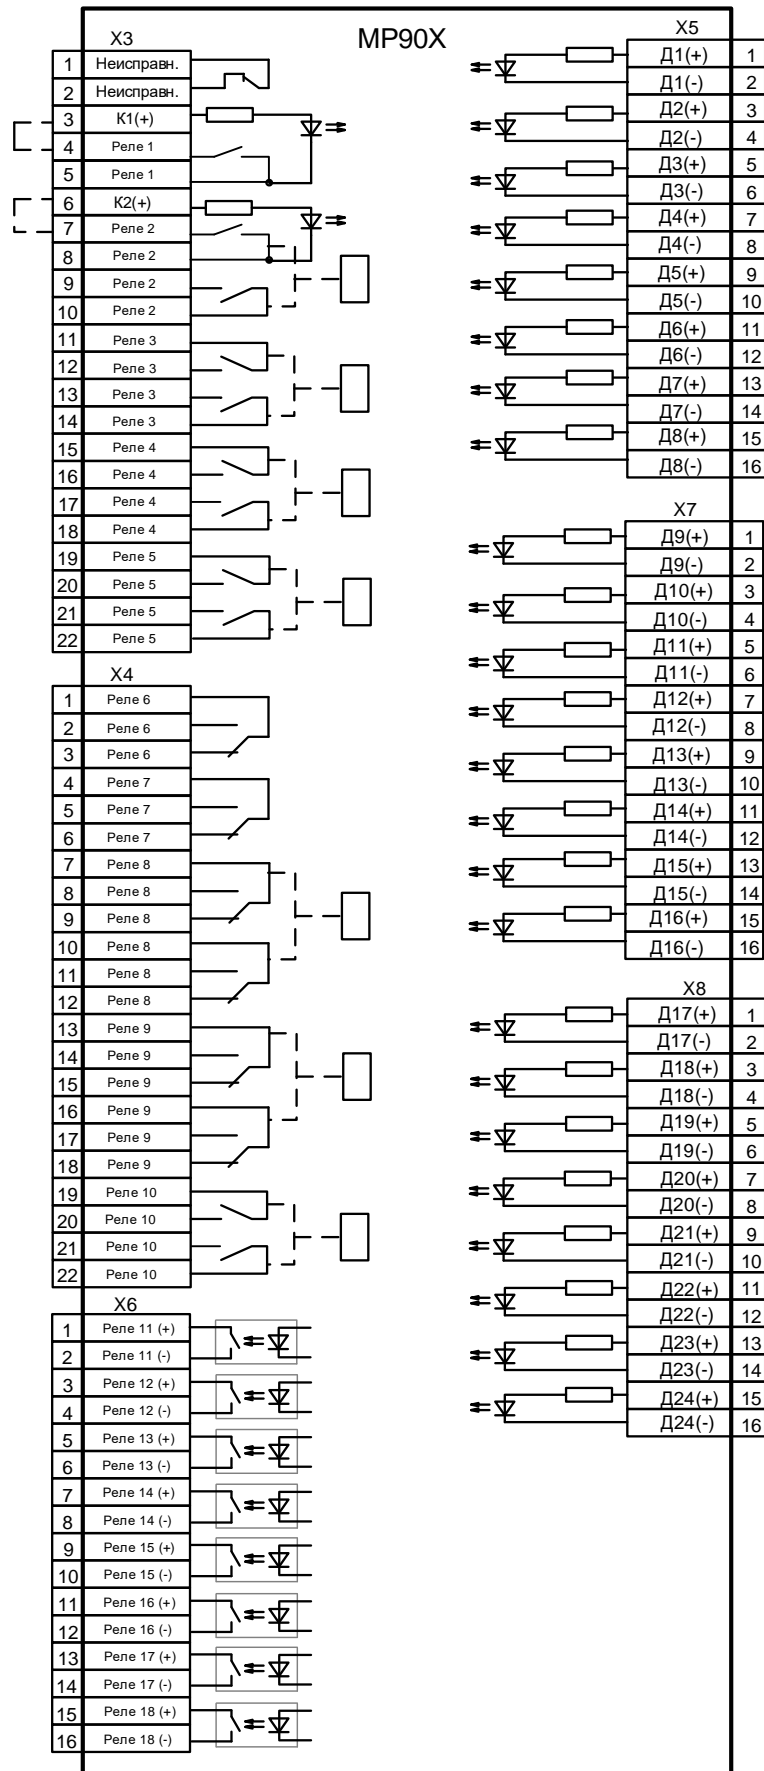 МР90Х
X3
1 Неисправн.
2 Неисправн.
3 К1(+)
4 Реле 1
5 Реле 1
6 К2(+)
7 Реле 2
8 Реле 2
9 Реле 2
10 Реле 2
11 Реле 3
12 Реле 3
13 Реле 3
14 Реле 3
15 Реле 4
16 Реле 4
17 Реле 4
18 Реле 4
19 Реле 5
20 Реле 5
21 Реле 5
22 Реле 5
X4
1 Реле 6
2 Реле 6
3 Реле 6
4 Реле 7
5 Реле 7
6 Реле 7
7 Реле 8
8 Реле 8
9 Реле 8
10 Реле 8
11 Реле 8
12 Реле 8
13 Реле 9
14 Реле 9
15 Реле 9
16 Реле 9
17 Реле 9
18 Реле 9
19 Реле 10
20 Реле 10
21 Реле 10
22 Реле 10
X6
1 Реле 11 (+)
2 Реле 11 (-)
3 Реле 12 (+)
4 Реле 12 (-)
5 Реле 13 (+)
6 Реле 13 (-)
7 Реле 14 (+)
8 Реле 14 (-)
9 Реле 15 (+)
10 Реле 15 (-)
11 Реле 16 (+)
12 Реле 16 (-)
13 Реле 17 (+)
14 Реле 17 (-)
15 Реле 18 (+)
16 Реле 18 (-)
X5
Д1(+) 1
Д1(-) 2
Д2(+) 3
Д2(-) 4
Д3(+) 5
Д3(-) 6
Д4(+) 7
Д4(-) 8
Д5(+) 9
Д5(-) 10
Д6(+) 11
Д6(-) 12
Д7(+) 13
Д7(-) 14
Д8(+) 15
Д8(-) 16
X7
Д9(+) 1
Д9(-) 2
Д10(+) 3
Д10(-) 4
Д11(+) 5
Д11(-) 6
Д12(+) 7
Д12(-) 8
Д13(+) 9
Д13(-) 10
Д14(+) 11
Д14(-) 12
Д15(+) 13
Д15(-) 14
Д16(+) 15
Д16(-) 16
X8
Д17(+) 1
Д17(-) 2
Д18(+) 3
Д18(-) 4
Д19(+) 5
Д19(-) 6
Д20(+) 7
Д20(-) 8
Д21(+) 9
Д21(-) 10
Д22(+) 11
Д22(-) 12
Д23(+) 13
Д23(-) 14
Д24(+) 15
Д24(-) 16